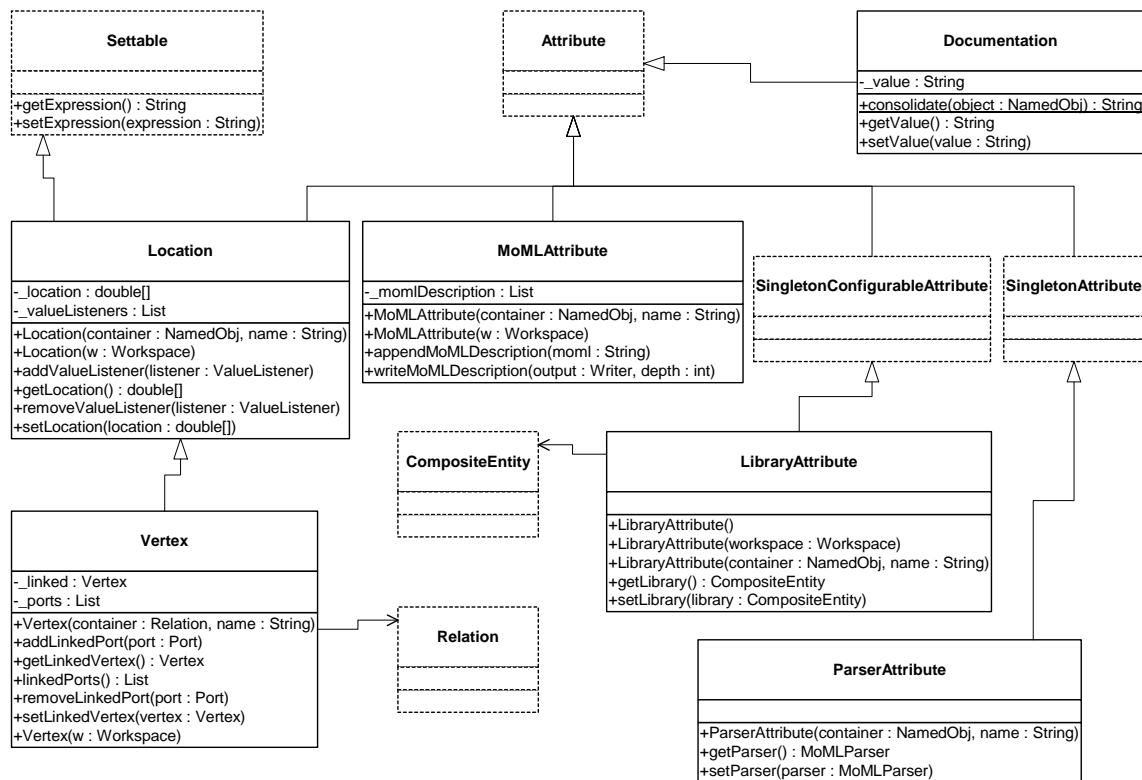 Settable
+getExpression() : String
+setExpression(expression : String)
Attribute
Documentation
-_value : String
+consolidate(object : NamedObj) : String
+getValue() : String
+setValue(value : String)
Location
-_location : double[]
-_valueListeners : List
+Location(container : NamedObj, name : String)
+Location(w : Workspace)
+addValueListener(listener : ValueListener)
+getLocation() : double[]
+removeValueListener(listener : ValueListener)
+setLocation(location : double[])
MoMLAttribute
-_momlDescription : List
+MoMLAttribute(container : NamedObj, name : String)
+MoMLAttribute(w : Workspace)
+appendMoMLDescription(moml : String)
+writeMoMLDescription(output : Writer, depth : int)
SingletonConfigurableAttribute
SingletonAttribute
CompositeEntity
LibraryAttribute
+LibraryAttribute()
+LibraryAttribute(workspace : Workspace)
+LibraryAttribute(container : NamedObj, name : String)
+getLibrary() : CompositeEntity
+setLibrary(library : CompositeEntity)
Vertex
-_linked : Vertex
-_ports : List
+Vertex(container : Relation, name : String)
+addLinkedPort(port : Port)
+getLinkedVertex() : Vertex
+linkedPorts() : List
+removeLinkedPort(port : Port)
+setLinkedVertex(vertex : Vertex)
+Vertex(w : Workspace)
Relation
ParserAttribute
+ParserAttribute(container : NamedObj, name : String)
+getParser() : MoMLParser
+setParser(parser : MoMLParser)